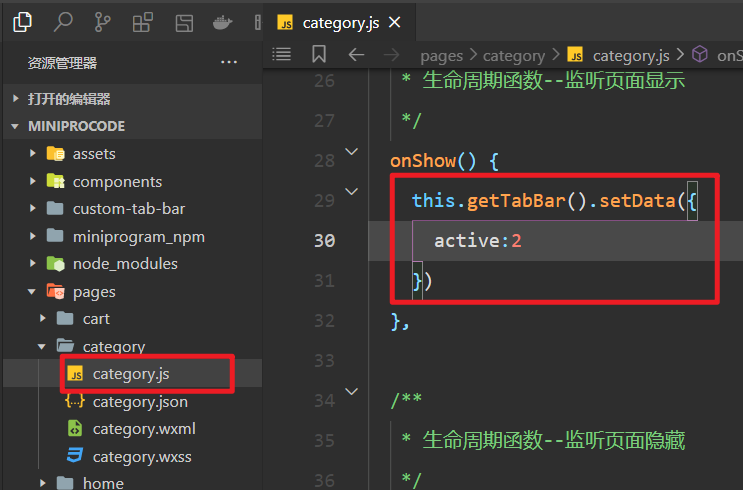 category.js
资源管理器
打开的编辑器
MINIPROCODE
assets
components
custom-tab-bar
miniprogram_npm
node_modules
pages
cart
category
category.js
category.json
category.wxml
category.wxss
home
pages > category > JS category.js > onS
26 * 生命周期函数--监听页面显示
27 */
28 onShow() {
29 this.getTabBar().setData({
30 active:2
31 })
32 },
33
34 /**
35 * 生命周期函数--监听页面隐藏
36 */